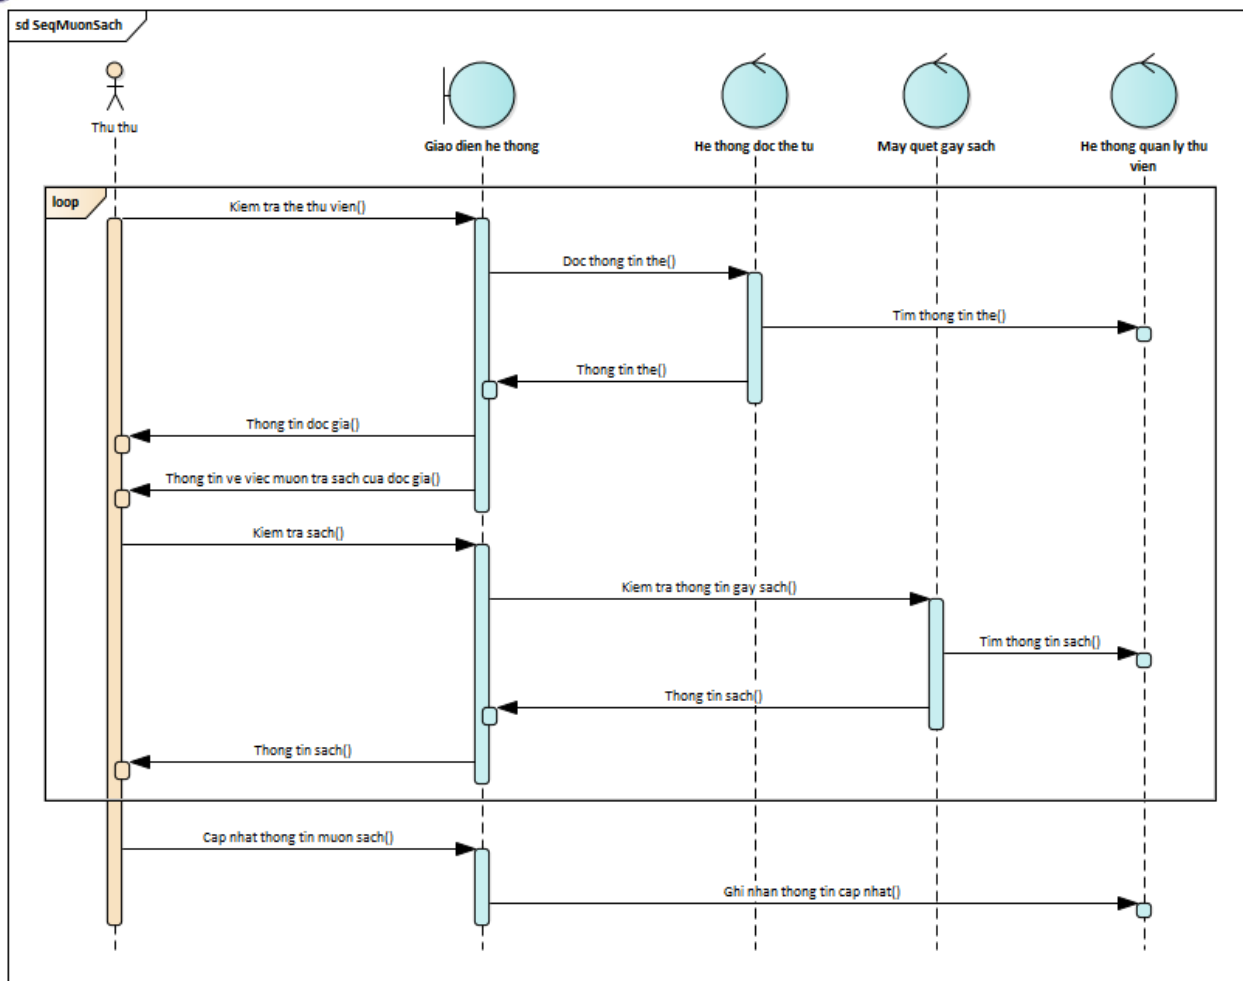 sd SeqMuonSach
Thu thu
Giao dien he thong
He thong doc the tu
May quet gay sach
He thong quan ly thu
vien
loop
Kiem tra the thu vien()
Doc thong tin the()
Tim thong tin the()
Thong tin the()
Thong tin doc gia()
Thong tin ve viec muon tra sach cua doc gia()
Kiem tra sach()
Kiem tra thong tin gay sach()
Tim thong tin sach()
Thong tin sach()
Thong tin sach()
Cap nhat thong tin muon sach()
Ghi nhan thong tin cap nhat()